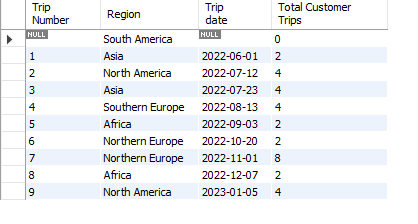 Trip Number Region Trip date Total Customer Trips
NULL South America NULL 0
1 Asia 2022-06-01 2
2 North America 2022-07-12 4
3 Asia 2022-07-23 4
4 Southern Europe 2022-08-13 4
5 Africa 2022-09-03 2
6 Northern Europe 2022-10-20 2
7 Northern Europe 2022-11-01 8
8 Africa 2022-12-07 2
9 North America 2023-01-05 4